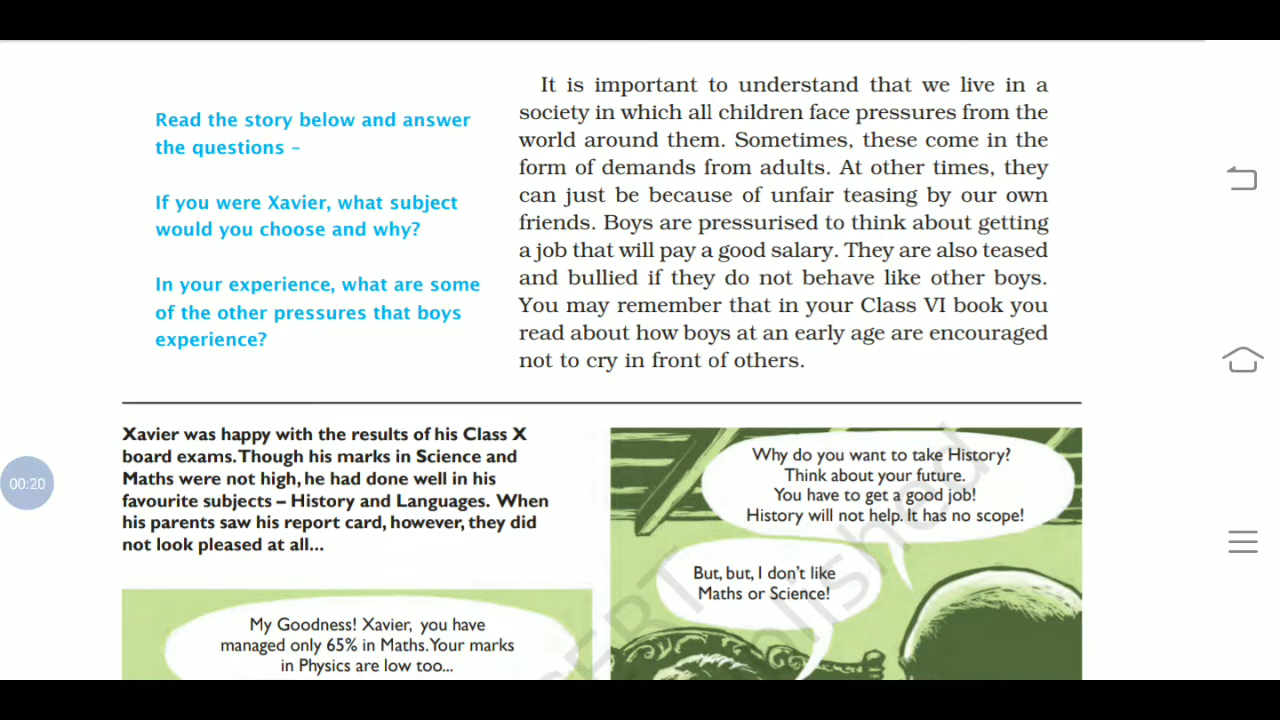 Read the story below and answer
the questions –
If you were Xavier, what subject
would you choose and why?
In your experience, what are some
of the other pressures that boys
experience?
It is important to understand that we live in a
society in which all children face pressures from the
world around them. Sometimes, these come in the
form of demands from adults. At other times, they
can just be because of unfair teasing by our own
friends. Boys are pressurised to think about getting
a job that will pay a good salary. They are also teased
and bullied if they do not behave like other boys.
You may remember that in your Class VI book you
read about how boys at an early age are encouraged
not to cry in front of others.
00:20
Xavier was happy with the results of his Class X
board exams. Though his marks in Science and
Maths were not high, he had done well in his
favourite subjects – History and Languages. When
his parents saw his report card, however, they did
not look pleased at all...
My Goodness! Xavier, you have
managed only 65% in Maths. Your marks
in Physics are low too...
Why do you want to take History?
Think about your future.
You have to get a good job!
History will not help. It has no scope!
But, but, I don't like
Maths or Science!